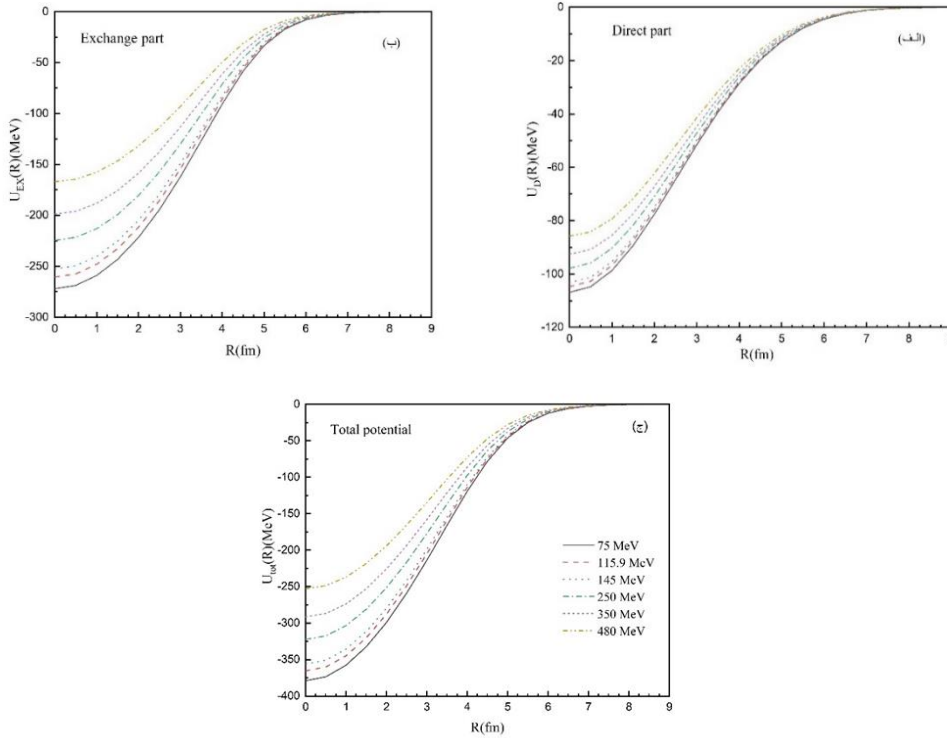 Exchange part
(ب)
0
-50
-100
-150
-200
-250
-300
U_EX(R)(MeV)
0 1 2 3 4 5 6 7 8 9
R(fm)
Direct part
(الف)
0
-20
-40
-60
-80
-100
-120
U_D(R)(MeV)
0 1 2 3 4 5 6 7 8
R(fm)
Total potential
(ج)
0
-50
-100
-150
-200
-250
-300
-350
-400
U_tot(R)(MeV)
75 MeV
115.9 MeV
145 MeV
250 MeV
350 MeV
480 MeV
0 1 2 3 4 5 6 7 8 9
R(fm)